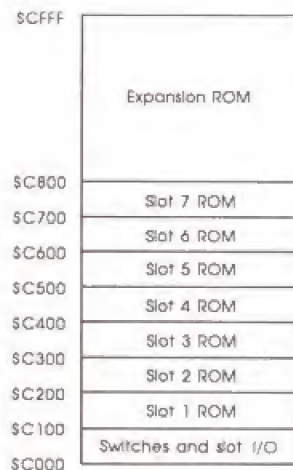 $CFFF
Expansion ROM
$C800
Slot 7 ROM
$C700
Slot 6 ROM
$C600
Slot 5 ROM
$C500
Slot 4 ROM
$C400
Slot 3 ROM
$C300
Slot 2 ROM
$C200
Slot 1 ROM
$C100
Switches and slot I/O
$C000